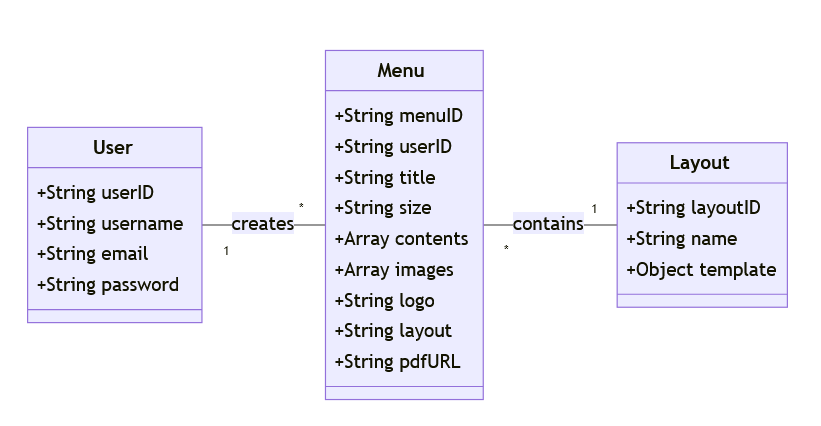 User
+String userID
+String username
+String email
+String password
1
creates
*
Menu
+String menuID
+String userID
+String title
+String size
+Array contents
+Array images
+String logo
+String layout
+String pdfURL
*
contains
1
Layout
+String layoutID
+String name
+Object template